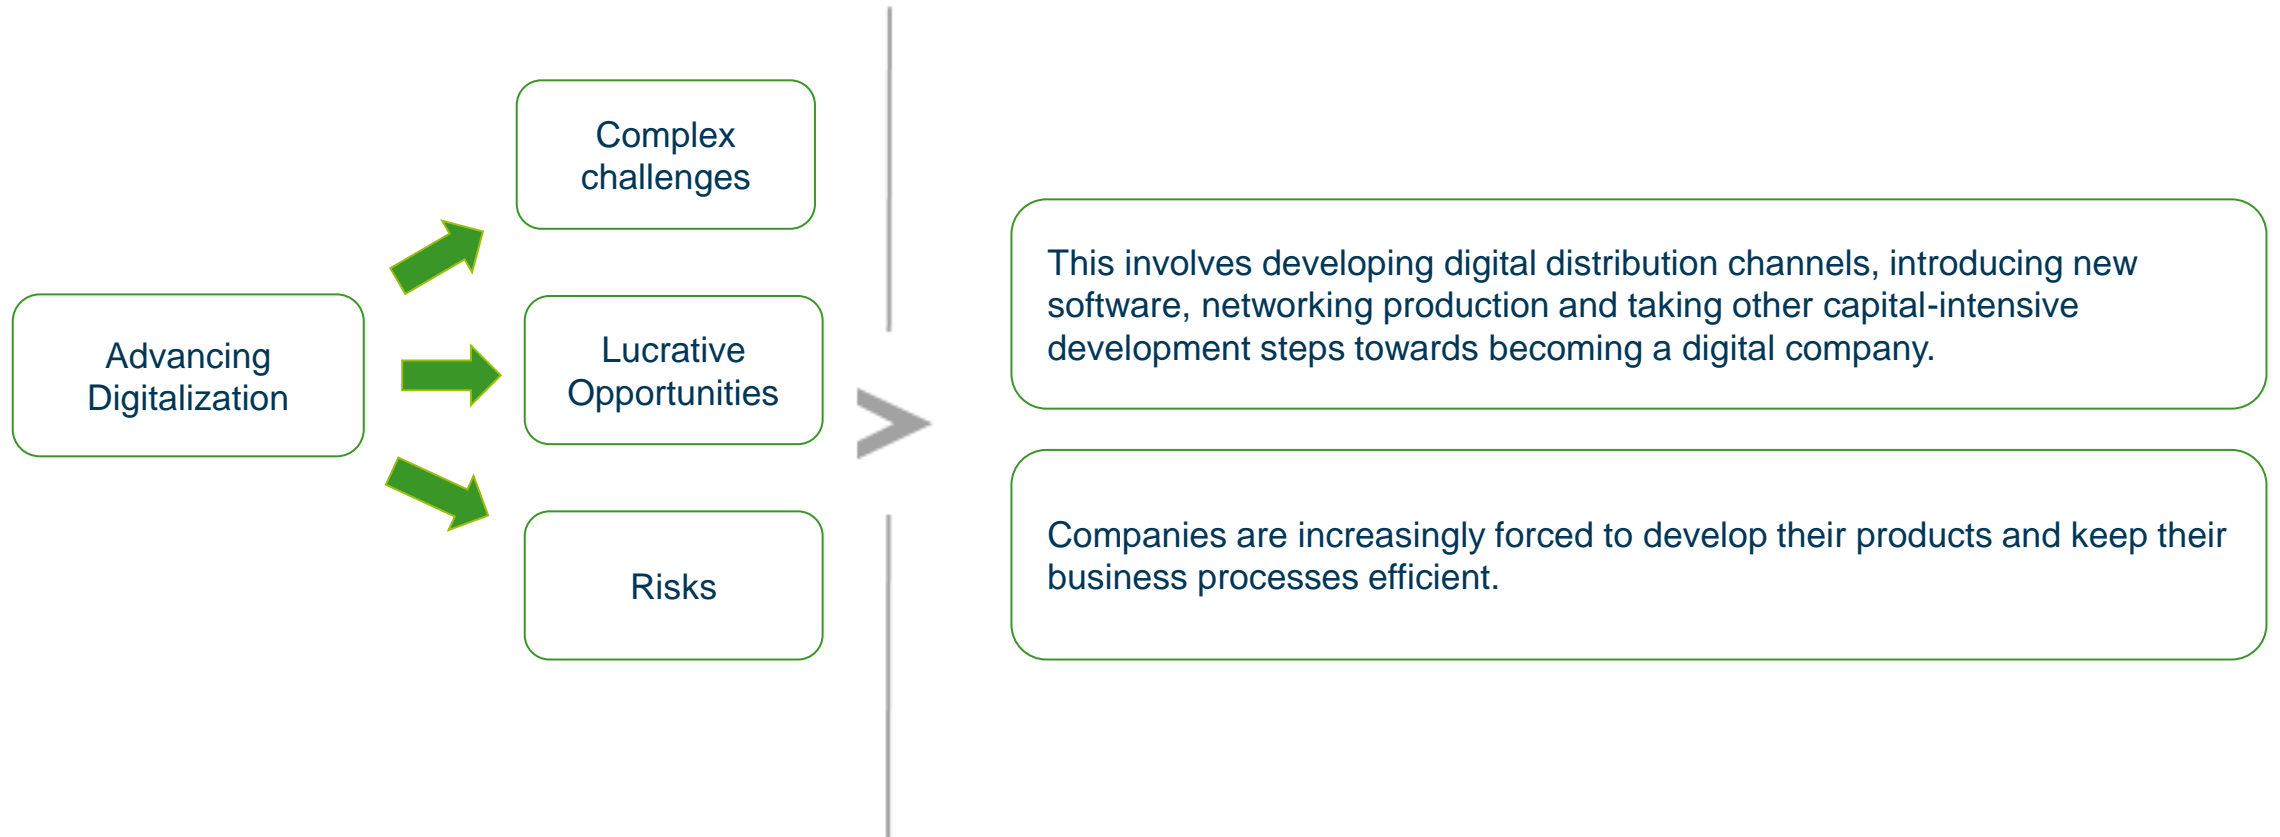 Advancing
Digitalization
Complex
challenges
Lucrative
Opportunities
Risks
This involves developing digital distribution channels, introducing new
software, networking production and taking other capital-intensive
development steps towards becoming a digital company.
Companies are increasingly forced to develop their products and keep their
business processes efficient.